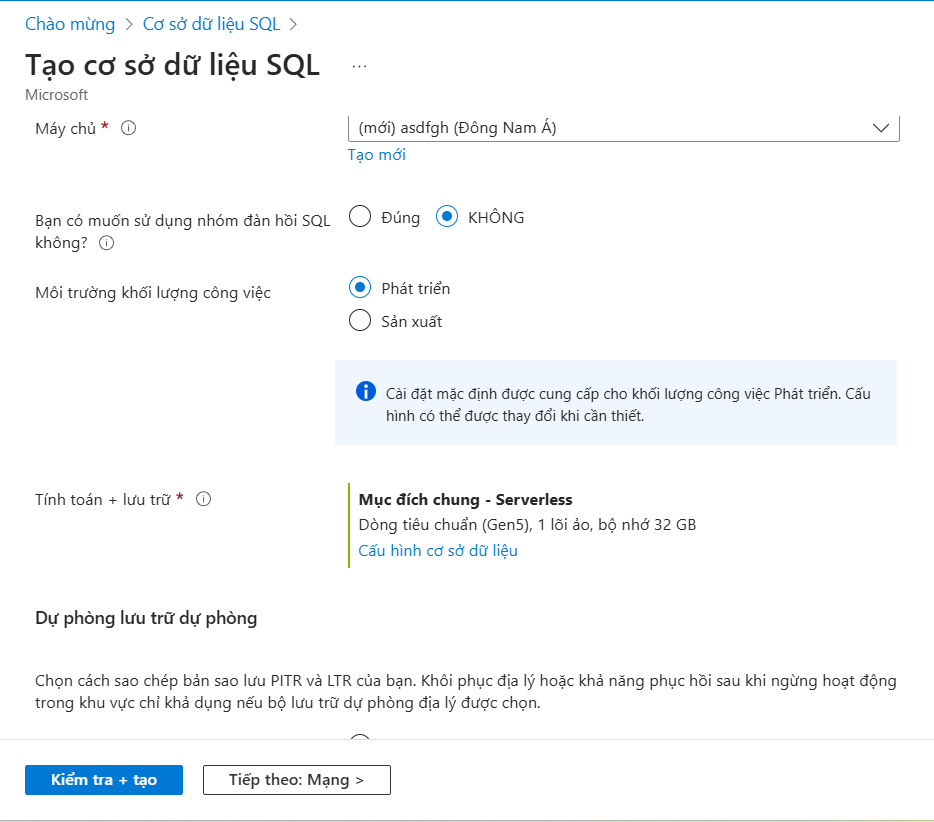 Chào mừng > Cơ sở dữ liệu SQL >
Tạo cơ sở dữ liệu SQL ...
Microsoft
Máy chủ *
(mới) asdfgh (Đông Nam Á)
Tạo mới
Bạn có muốn sử dụng nhóm đàn hồi SQL
không?
Đúng
KHÔNG
Môi trường khối lượng công việc
Phát triển
Sản xuất
Cài đặt mặc định được cung cấp cho khối lượng công việc Phát triển. Cấu
hình có thể được thay đổi khi cần thiết.
Tính toán + lưu trữ *
Mục đích chung - Serverless
Dòng tiêu chuẩn (Gen5), 1 lõi ảo, bộ nhớ 32 GB
Cấu hình cơ sở dữ liệu
Dự phòng lưu trữ dự phòng
Chọn cách sao chép bản sao lưu PITR và LTR của bạn. Khôi phục địa lý hoặc khả năng phục hồi sau khi ngừng hoạt động
trong khu vực chỉ khả dụng nếu bộ lưu trữ dự phòng địa lý được chọn.
Kiểm tra + tạo
Tiếp theo: Mạng >